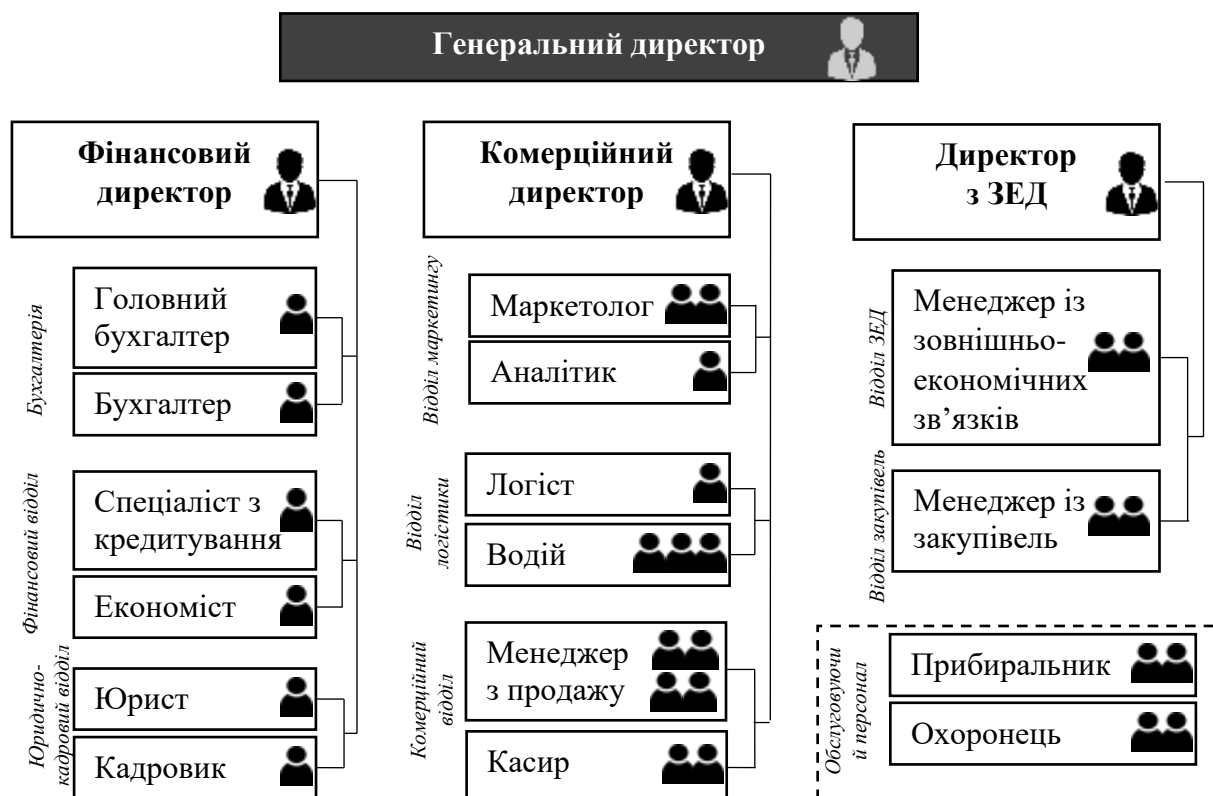 Генеральний директор
Фінансовий
директор
Бухгалтерія
Головний
бухгалтер
Бухгалтер
Фінансовий відділ
Спеціаліст з
кредитування
Економіст
Юридично-
кадровий відділ
Юрист
Кадровик
Комерційний
директор
Відділ маркетингу
Маркетолог
Аналітик
Відділ
логістики
Логіст
Водій
Комерційний
відділ
Менеджер
з продажу
Касир
Директор
з ЗЕД
Відділ ЗЕД
Менеджер із
зовнішньо-
економічних
зв’язків
Відділ закупівель
Менеджер із
закупівель
Обслуговуючи
й персонал
Прибиральник
Охоронець